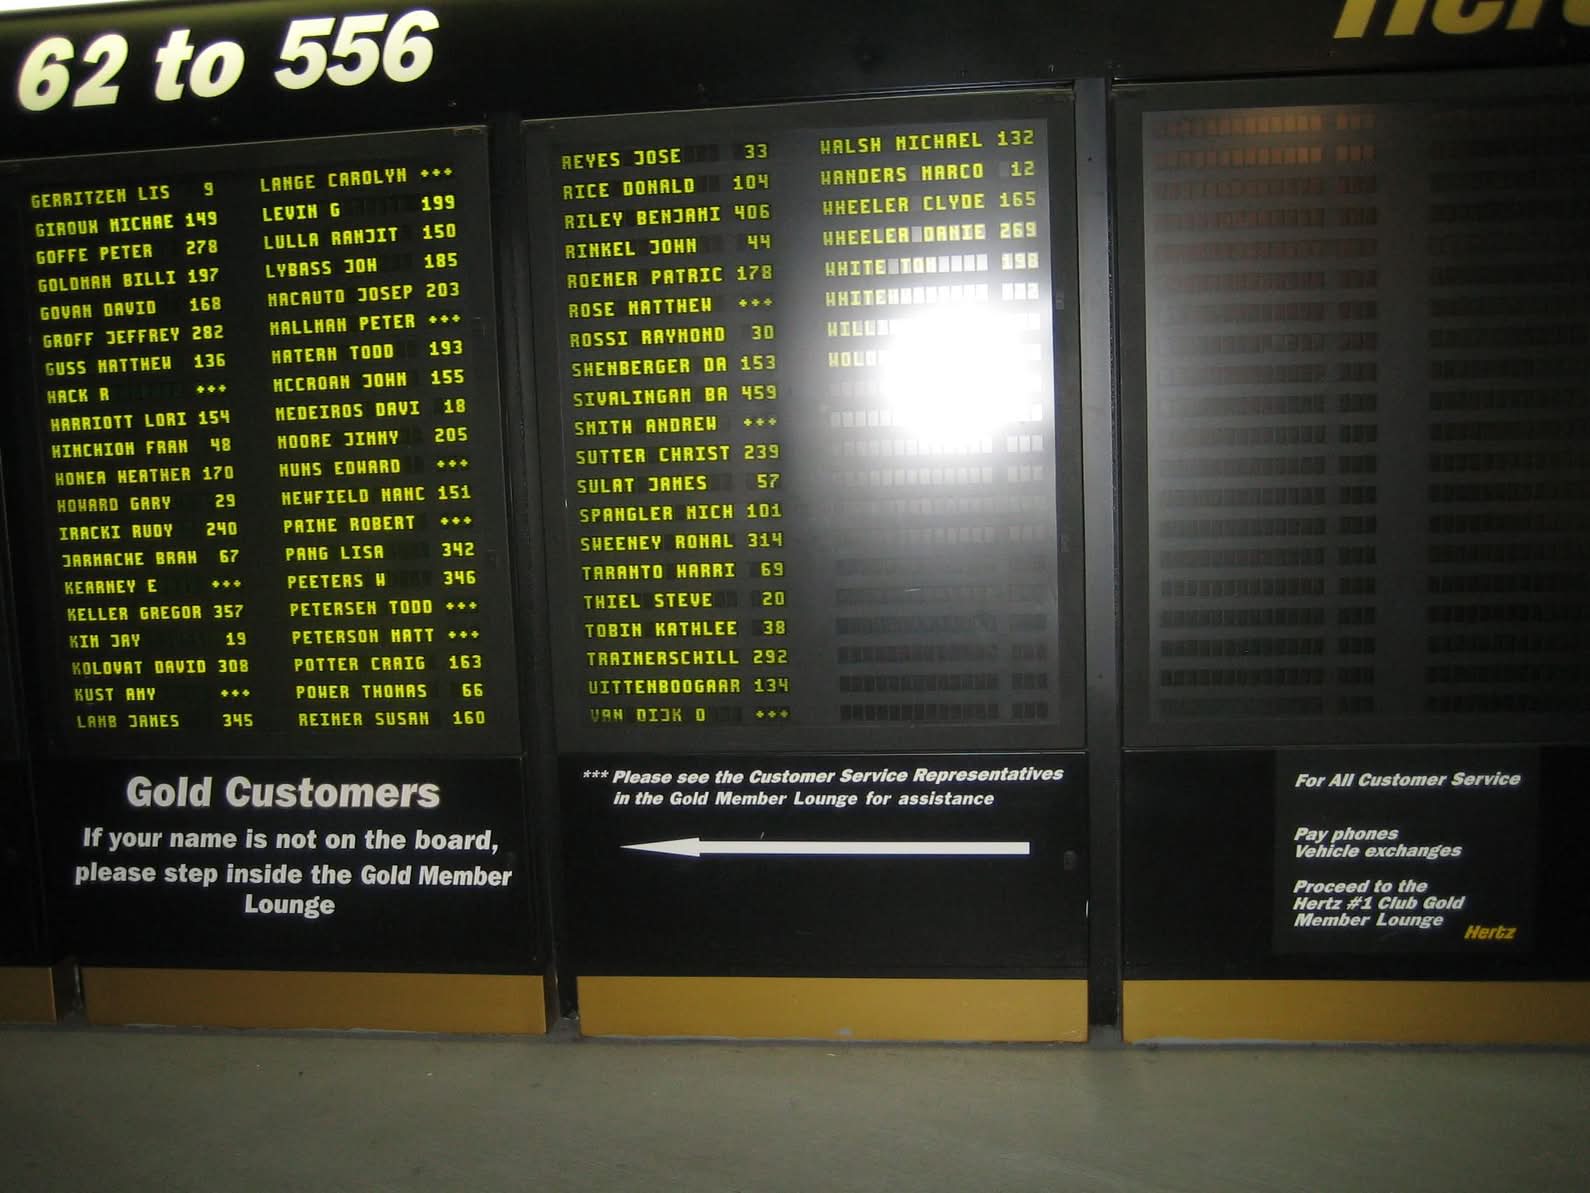 62 to 556
GERRITZEN LIS 9
GIROUX MICHAE 149
GOFFE PETER 278
GOLDMAN BILLI 197
GOVAN DAVID 168
GROFF JEFFREY 282
GUSS MATTHEW 136
HACK R ***
HARRIOTT LORI 154
HINCHION FRAN 48
HOMEA HEATHER 170
HOWARD GARY 29
IRACKI RUDY 240
JARMACHE BRAH 67
KEARNEY E ***
KELLER GREGOR 357
KIM JAY 19
KOLOVAT DAVID 308
KUST AMY ***
LAMB JAMES 345
LANGE CAROLYN ***
LEVIN G 199
LULLA RANJIT 150
LYBASS JON 185
MACAUTO JOSEP 203
MALLMAN PETER ***
MATERN TODD 193
MCCROAN JOHN 155
MEDEIROS DAVI 18
MOORE JIMMY 205
MUNS EDWARD ***
NEWFIELD NANC 151
PAINE ROBERT ***
PANG LISA 342
PEETERS W 346
PETERSEN TODD ***
PETERSON MATT ***
POTTER CRAIG 163
POWER THOMAS 66
REINER SUSAN 160
REYES JOSE 33
RICE DONALD 104
RILEY BENJAMI 406
RINKEL JOHN 44
ROEMER PATRIC 178
ROSE MATTHEW ***
ROSSI RAYMOND 30
SHENBERGER DA 153
SIVALINGAM BA 459
SMITH ANDREW ***
SUTTER CHRIST 239
SULAT JAMES 57
SPANGLER MICH 101
SWEENEY RONAL 314
TARANTO HARRI 69
THIEL STEVE 20
TOBIN KATHLEE 38
TRAINERSCHILL 292
UITTENBOOGAAR 134
VAN DIJK O ***
WALSH MICHAEL 132
WANDERS MARCO 12
WHEELER CLYDE 165
WHEELER DANIE 269
WHITE TOM 198
Gold Customers
If your name is not on the board,
please step inside the Gold Member
Lounge
*** Please see the Customer Service Representatives
in the Gold Member Lounge for assistance
For All Customer Service
Pay phones
Vehicle exchanges
Proceed to the
Hertz #1 Club Gold
Member Lounge
Hertz